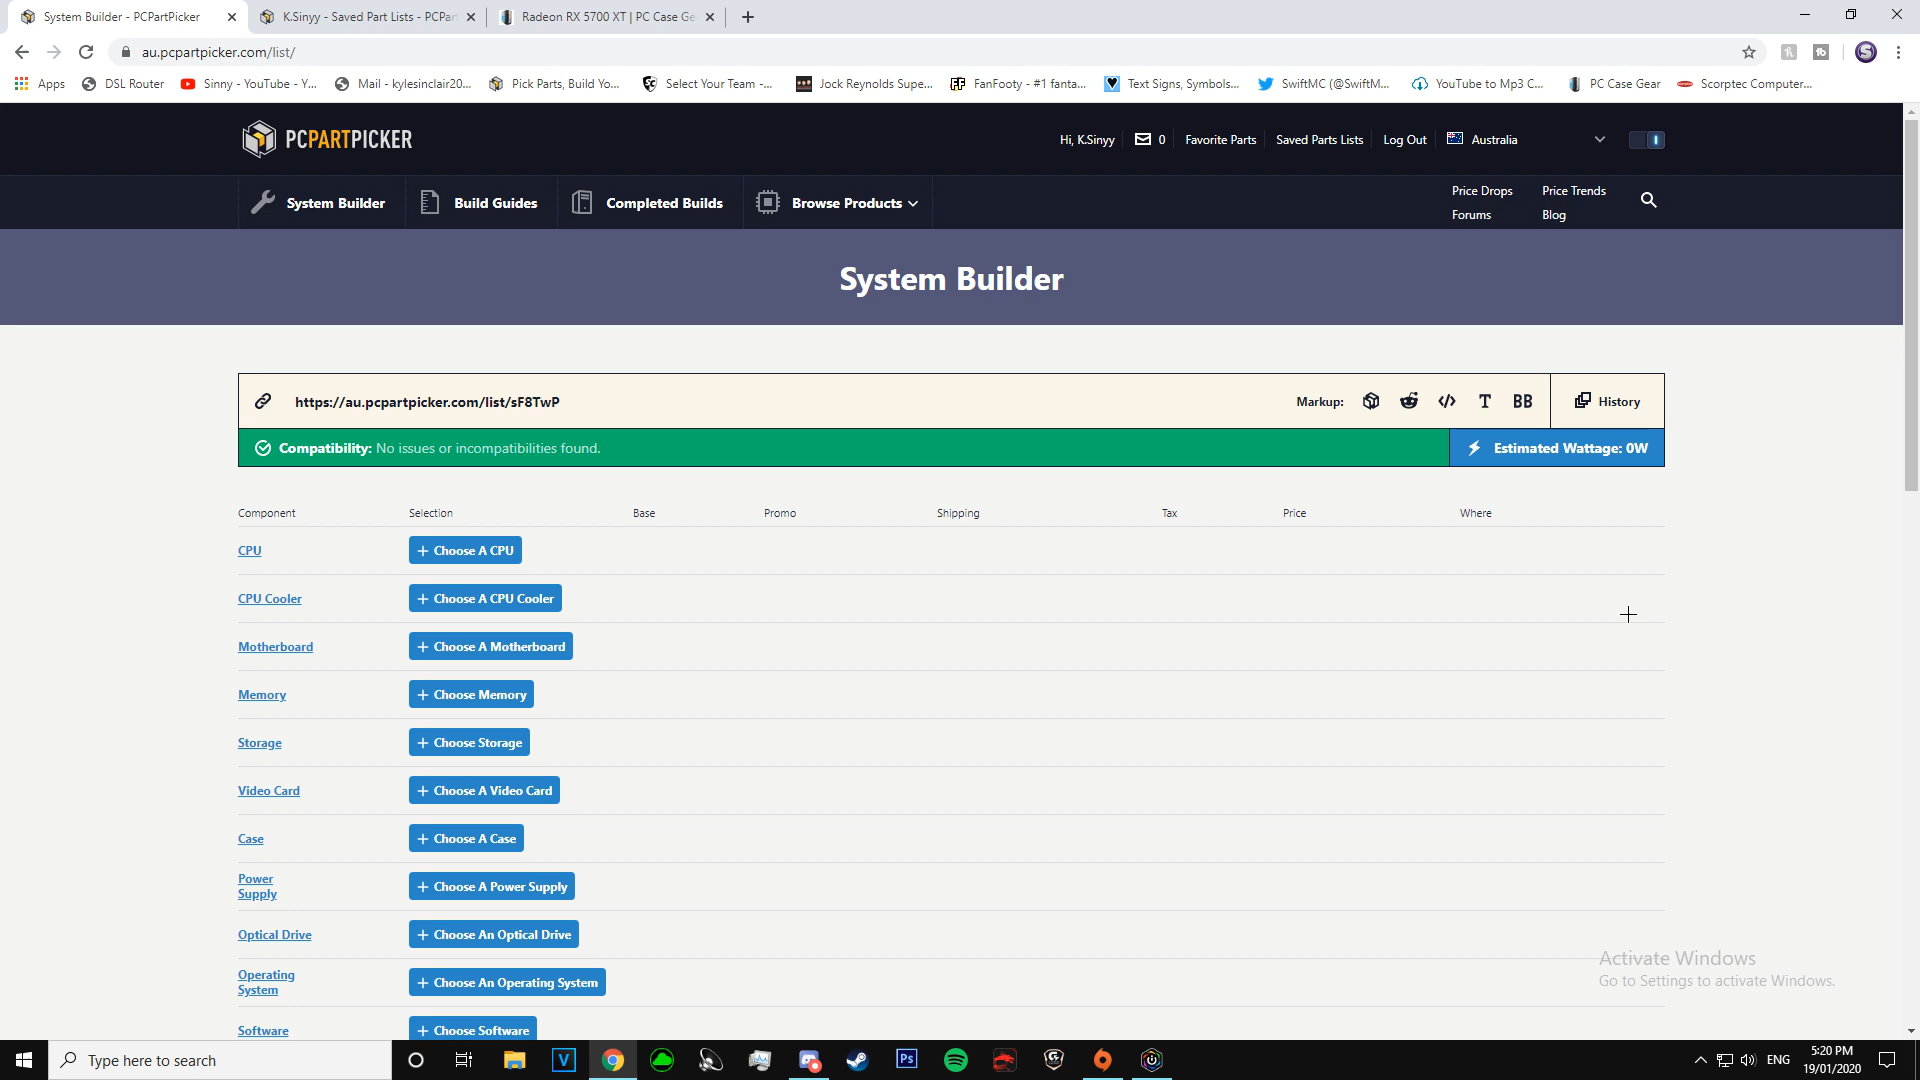 System Builder - PCPartPicker
K.Sinyy - Saved Part Lists - PCPar
Radeon RX 5700 XT | PC Case Ge
au.pcpartpicker.com/list/
Apps
DSL Router
Sinny - YouTube - Y...
Mail - kylesinclair20...
Pick Parts, Build Yo...
Select Your Team -...
Jock Reynolds Supe...
FanFooty - #1 fanta...
Text Signs, Symbols...
SwiftMC (@SwiftM...
YouTube to Mp3 C...
PC Case Gear
Scorptec Computer...
PCPARTPICKER
Hi, K.Sinyy
0
Favorite Parts
Saved Parts Lists
Log Out
Australia
System Builder
Build Guides
Completed Builds
Browse Products
Price Drops
Price Trends
Forums
Blog
System Builder
https://au.pcpartpicker.com/list/sF8TwP
Markup:
T
BB
History
Compatibility: No issues or incompatibilities found.
Estimated Wattage: 0W
Component
Selection
Base
Promo
Shipping
Tax
Price
Where
CPU
+ Choose A CPU
CPU Cooler
+ Choose A CPU Cooler
Motherboard
+ Choose A Motherboard
Memory
+ Choose Memory
Storage
+ Choose Storage
Video Card
+ Choose A Video Card
Case
+ Choose A Case
Power
Supply
+ Choose A Power Supply
Optical Drive
+ Choose An Optical Drive
Operating
System
+ Choose An Operating System
Software
+ Choose Software
Activate Windows
Go to Settings to activate Windows.
Type here to search
V
Ps
ENG
5:20 PM
19/01/2020